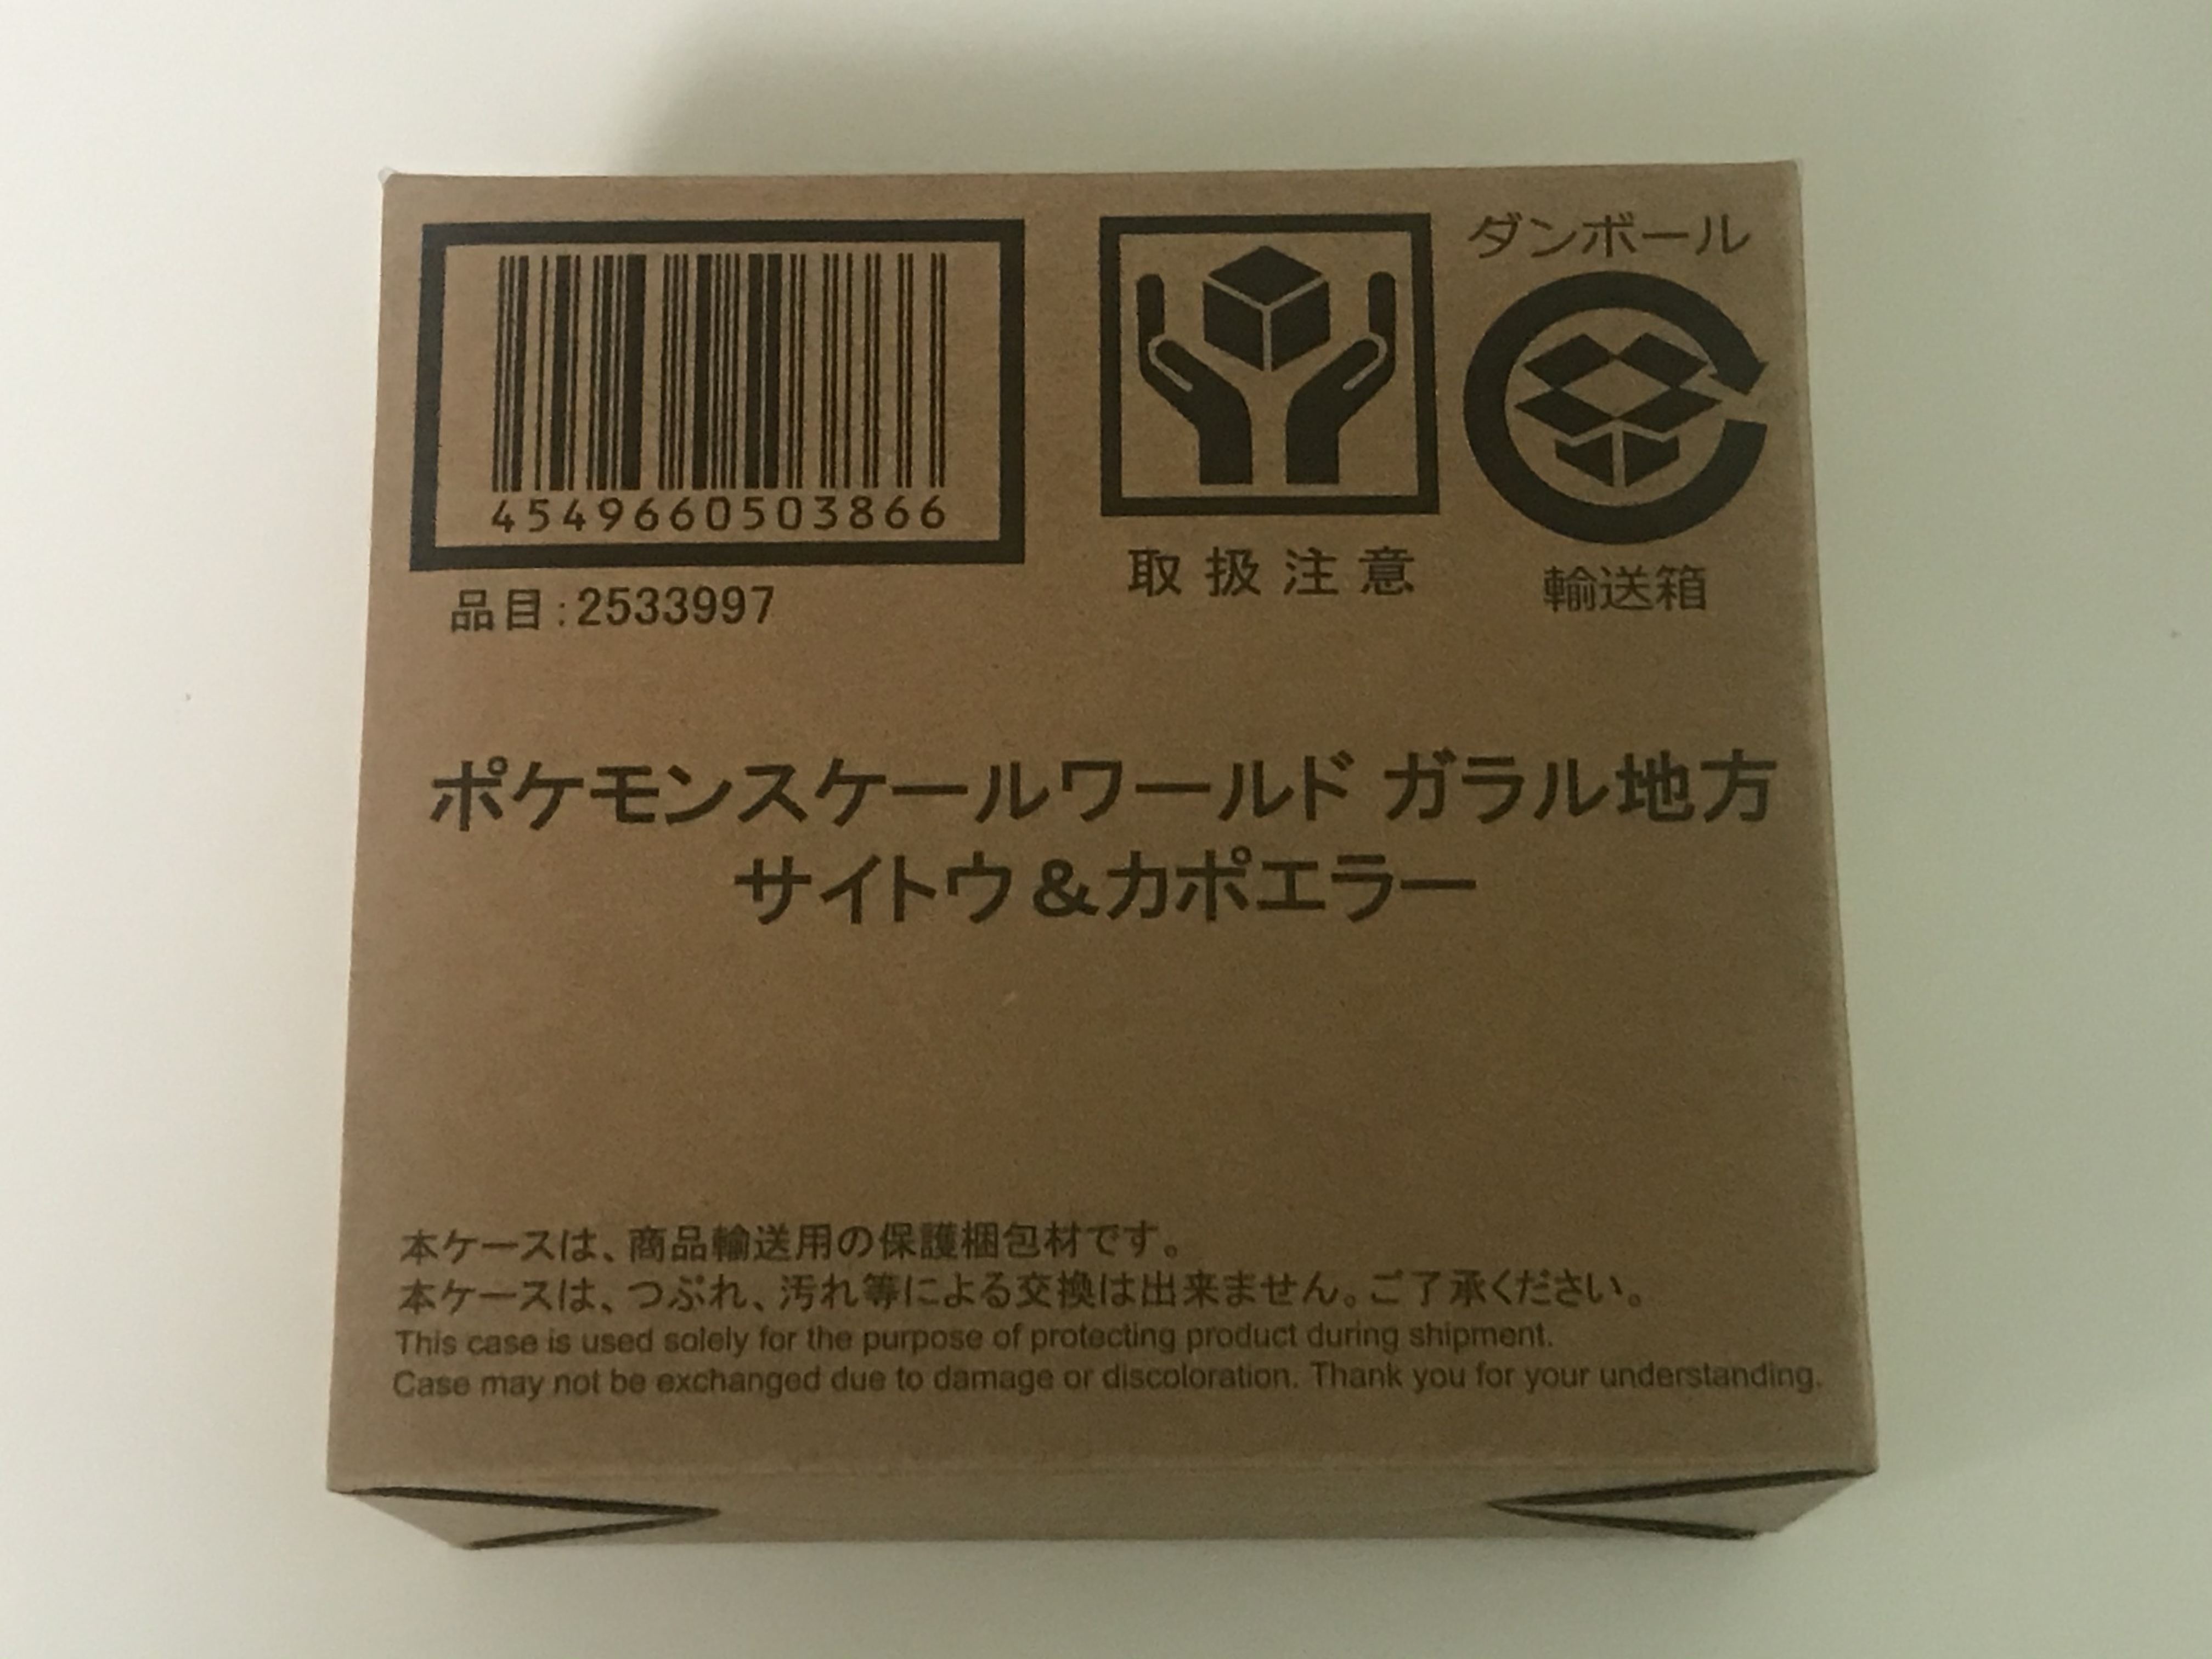 4549660503866
品目:2533997
取扱注意
ダンボール
輸送箱
ポケモンスケールワールド ガラル地方
サイトウ&カポエラー
本ケースは、商品輸送用の保護梱包材です。
本ケースは、つぶれ、汚れ等による交換は出来ません。ご了承ください。
This case is used solely for the purpose of protecting product during shipment.
Case may not be exchanged due to damage or discoloration. Thank you for your understanding.